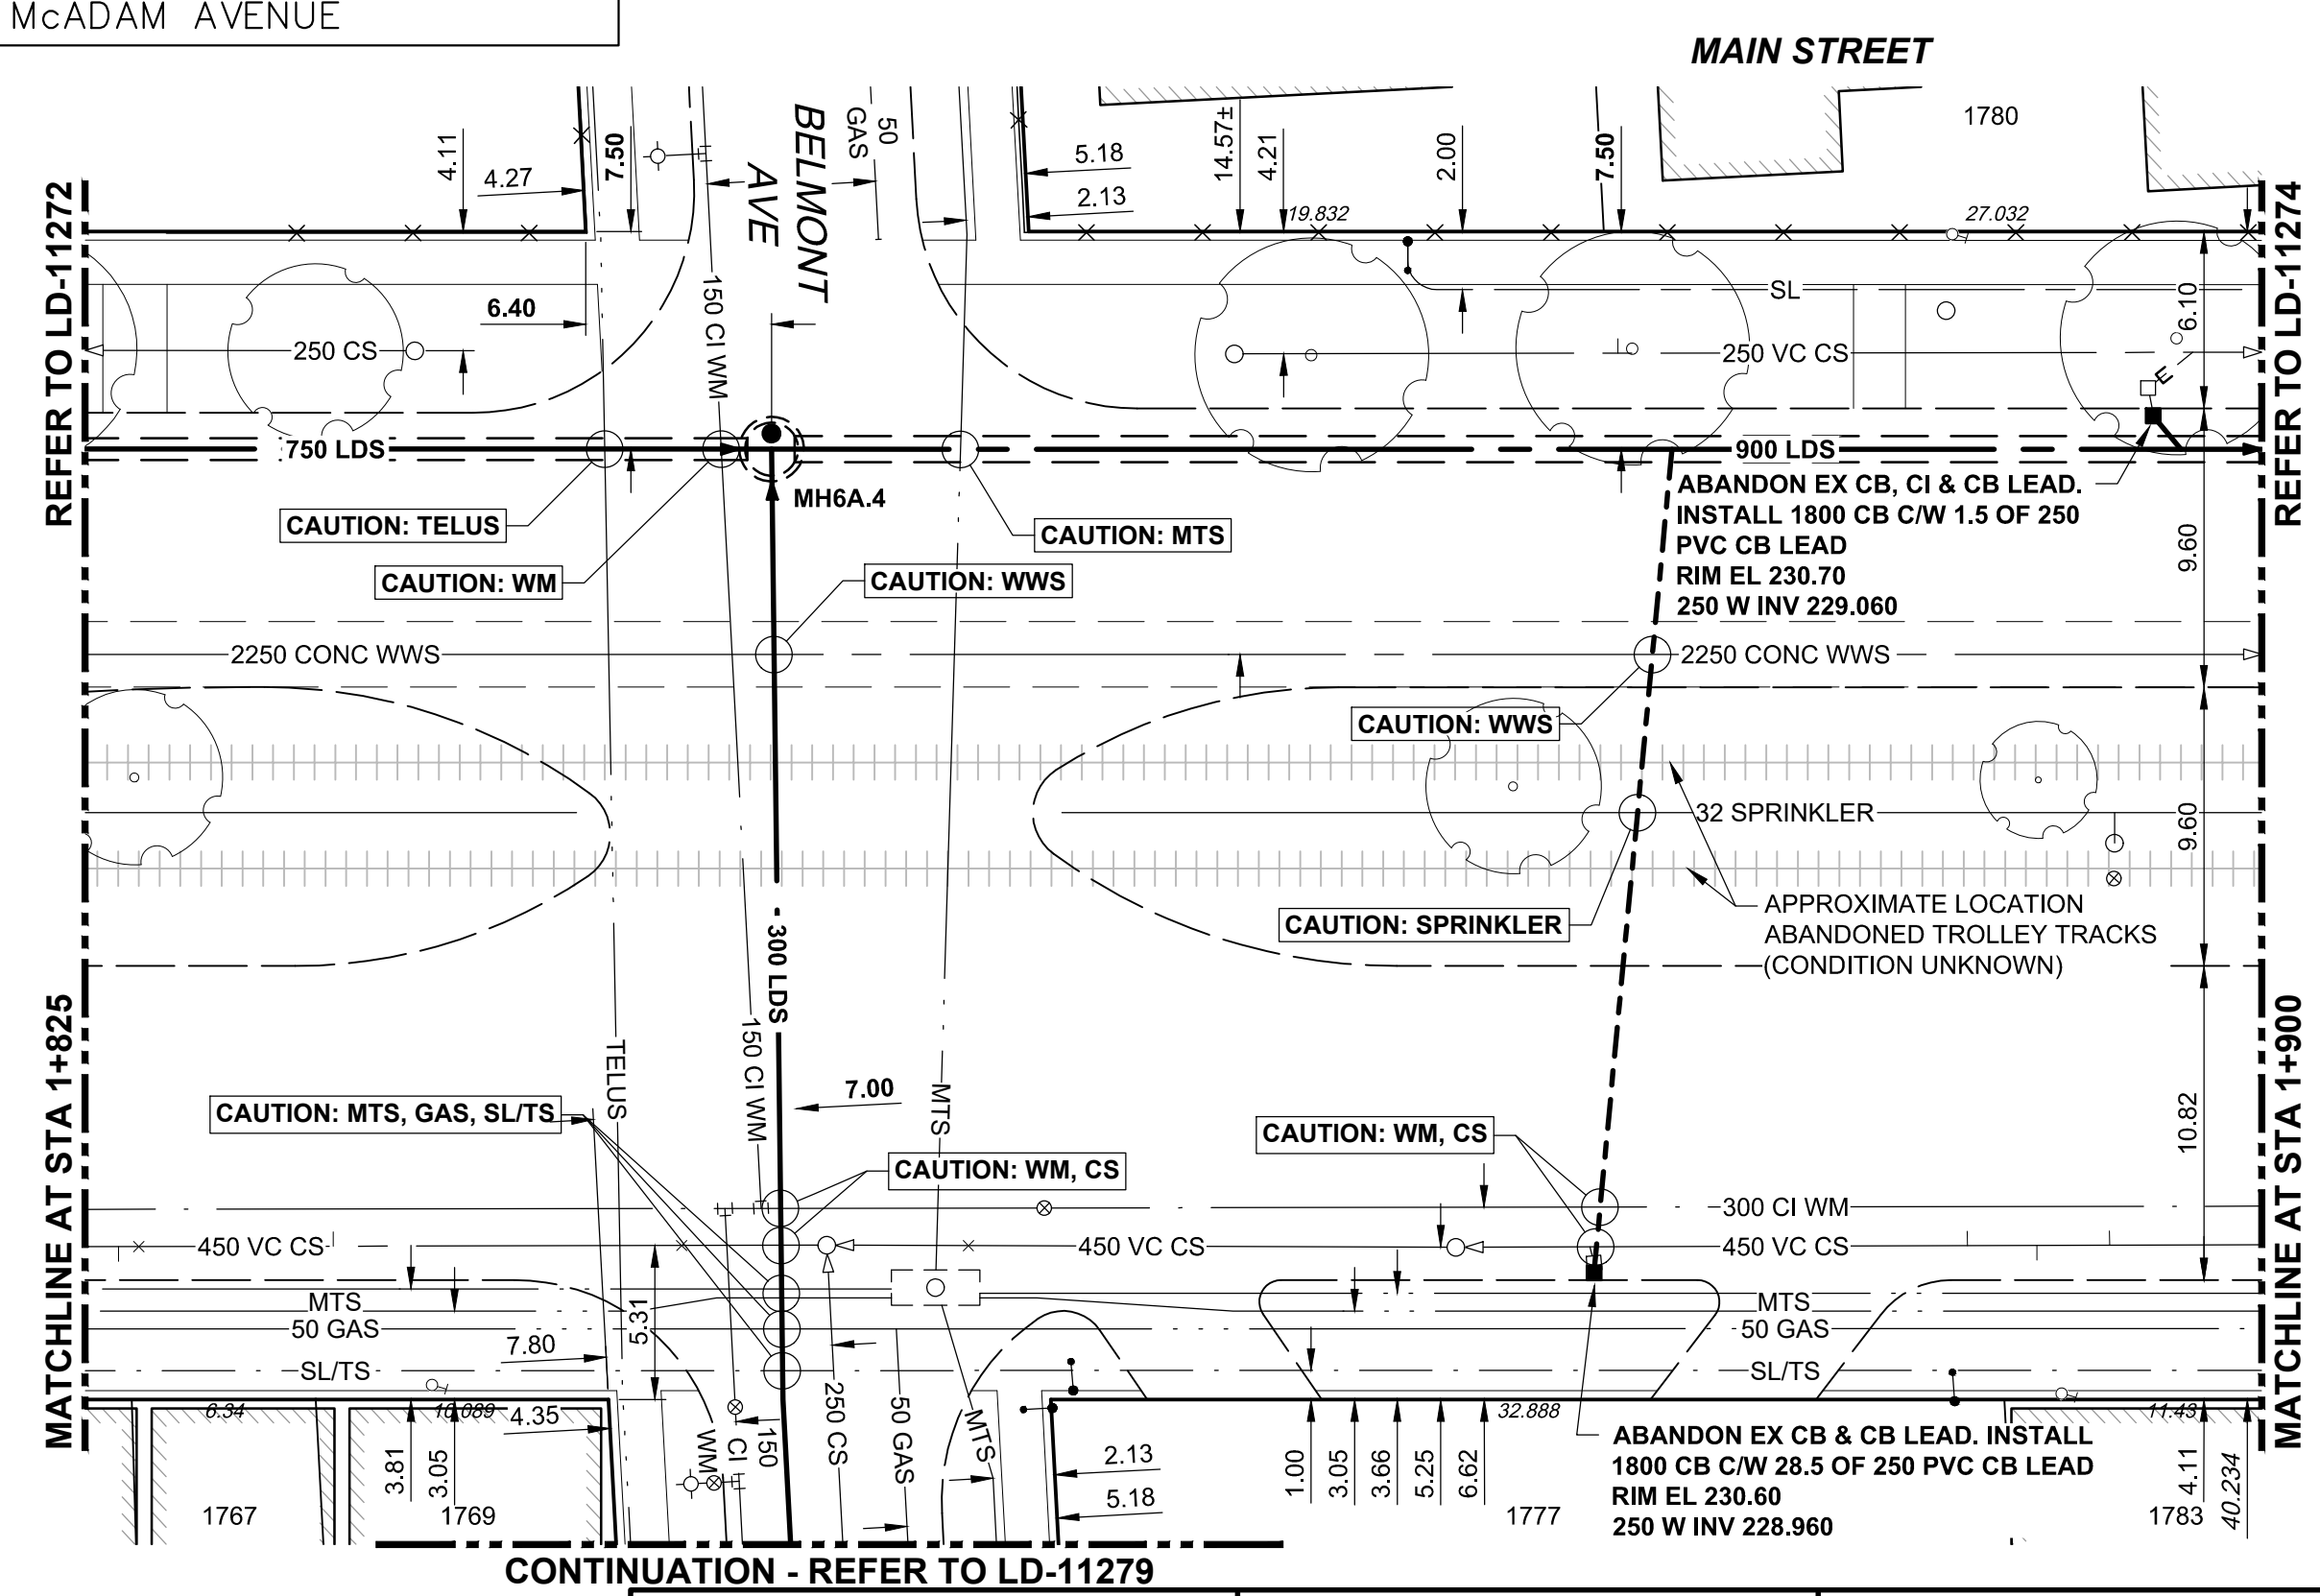 McADAM AVENUE
MAIN STREET
BELMONT
AVE
50
GAS
4.11
4.27
7.50
5.18
2.13
14.57±
4.21
2.00
7.50
1780
19.832
27.032
REFER TO LD-11272
REFER TO LD-11274
6.40
150 CI WM
SL
6.10
250 CS
250 VC CS
E
750 LDS
900 LDS
MH6A.4
ABANDON EX CB, CI & CB LEAD.
INSTALL 1800 CB C/W 1.5 OF 250
PVC CB LEAD
RIM EL 230.70
250 W INV 229.060
CAUTION: TELUS
CAUTION: MTS
CAUTION: WM
CAUTION: WWS
9.60
2250 CONC WWS
2250 CONC WWS
CAUTION: WWS
32 SPRINKLER
9.60
CAUTION: SPRINKLER
APPROXIMATE LOCATION
ABANDONED TROLLEY TRACKS
(CONDITION UNKNOWN)
300 LDS
MATCHLINE AT STA 1+825
MATCHLINE AT STA 1+900
TELUS
150 CI WM
7.00
MTS
10.82
CAUTION: MTS, GAS, SL/TS
CAUTION: WM, CS
CAUTION: WM, CS
300 CI WM
450 VC CS
450 VC CS
450 VC CS
MTS
MTS
50 GAS
50 GAS
7.80
5.31
SL/TS
SL/TS
6.34
10.089
4.35
3.81
3.05
WM
CI
150
250 CS
50 GAS
MTS
2.13
5.18
1.00
3.05
3.66
5.25
6.62
32.888
11.43
4.11
40.234
ABANDON EX CB & CB LEAD. INSTALL
1800 CB C/W 28.5 OF 250 PVC CB LEAD
RIM EL 230.60
250 W INV 228.960
1767
1769
1777
1783
CONTINUATION - REFER TO LD-11279